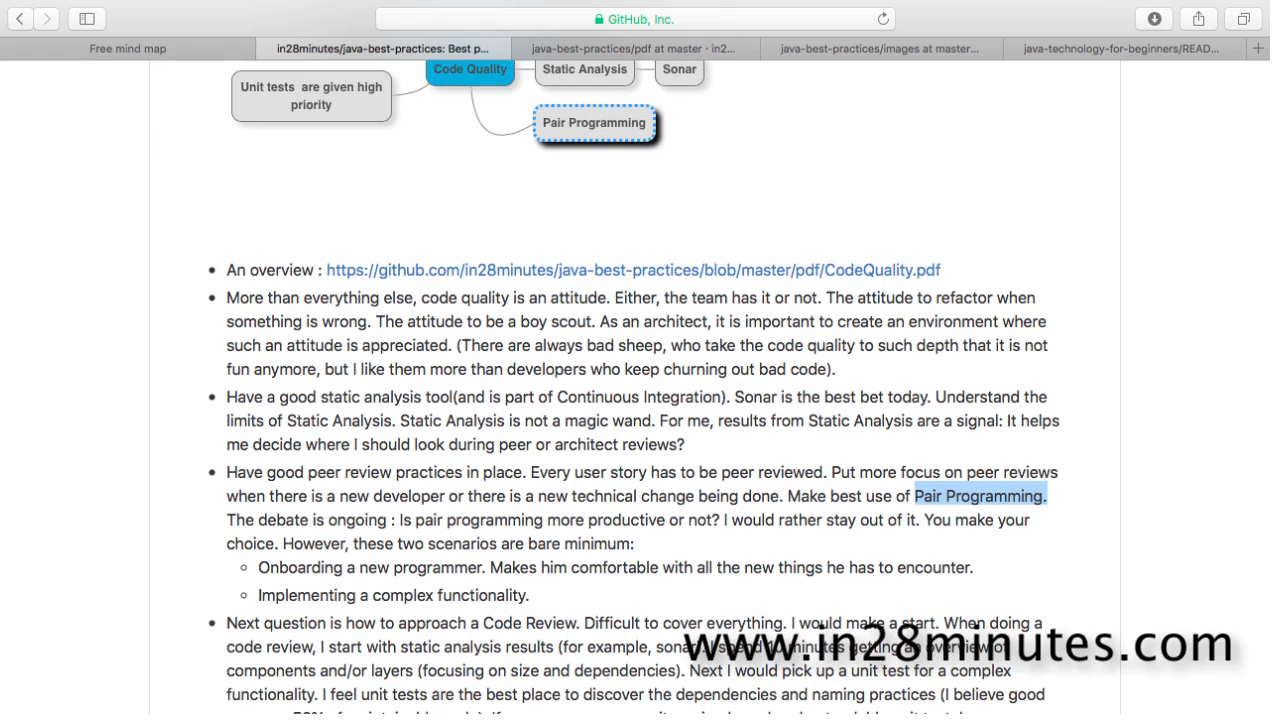 GitHub, Inc.
Free mind map
in28minutes/java-best-practices: Best p...
java-best-practices/pdf at master · in2...
java-best-practices/images at master...
java-technology-for-beginners/READ...
Code Quality
Static Analysis
Sonar
Unit tests are given high
priority
Pair Programming
An overview : https://github.com/in28minutes/java-best-practices/blob/master/pdf/CodeQuality.pdf
More than everything else, code quality is an attitude. Either, the team has it or not. The attitude to refactor when
something is wrong. The attitude to be a boy scout. As an architect, it is important to create an environment where
such an attitude is appreciated. (There are always bad sheep, who take the code quality to such depth that it is not
fun anymore, but I like them more than developers who keep churning out bad code).
Have a good static analysis tool(and is part of Continuous Integration). Sonar is the best bet today. Understand the
limits of Static Analysis. Static Analysis is not a magic wand. For me, results from Static Analysis are a signal: It helps
me decide where I should look during peer or architect reviews?
Have good peer review practices in place. Every user story has to be peer reviewed. Put more focus on peer reviews
when there is a new developer or there is a new technical change being done. Make best use of Pair Programming.
The debate is ongoing : Is pair programming more productive or not? I would rather stay out of it. You make your
choice. However, these two scenarios are bare minimum:
Onboarding a new programmer. Makes him comfortable with all the new things he has to encounter.
Implementing a complex functionality.
Next question is how to approach a Code Review. Difficult to cover everything. I would make a start. When doing a
code review, I start with static analysis results (for example, sonar). I spend 10 minutes getting an overview of
www.in28minutes.com
components and/or layers (focusing on size and dependencies). Next I would pick up a unit test for a complex
functionality. I feel unit tests are the best place to discover the dependencies and naming practices (I believe good